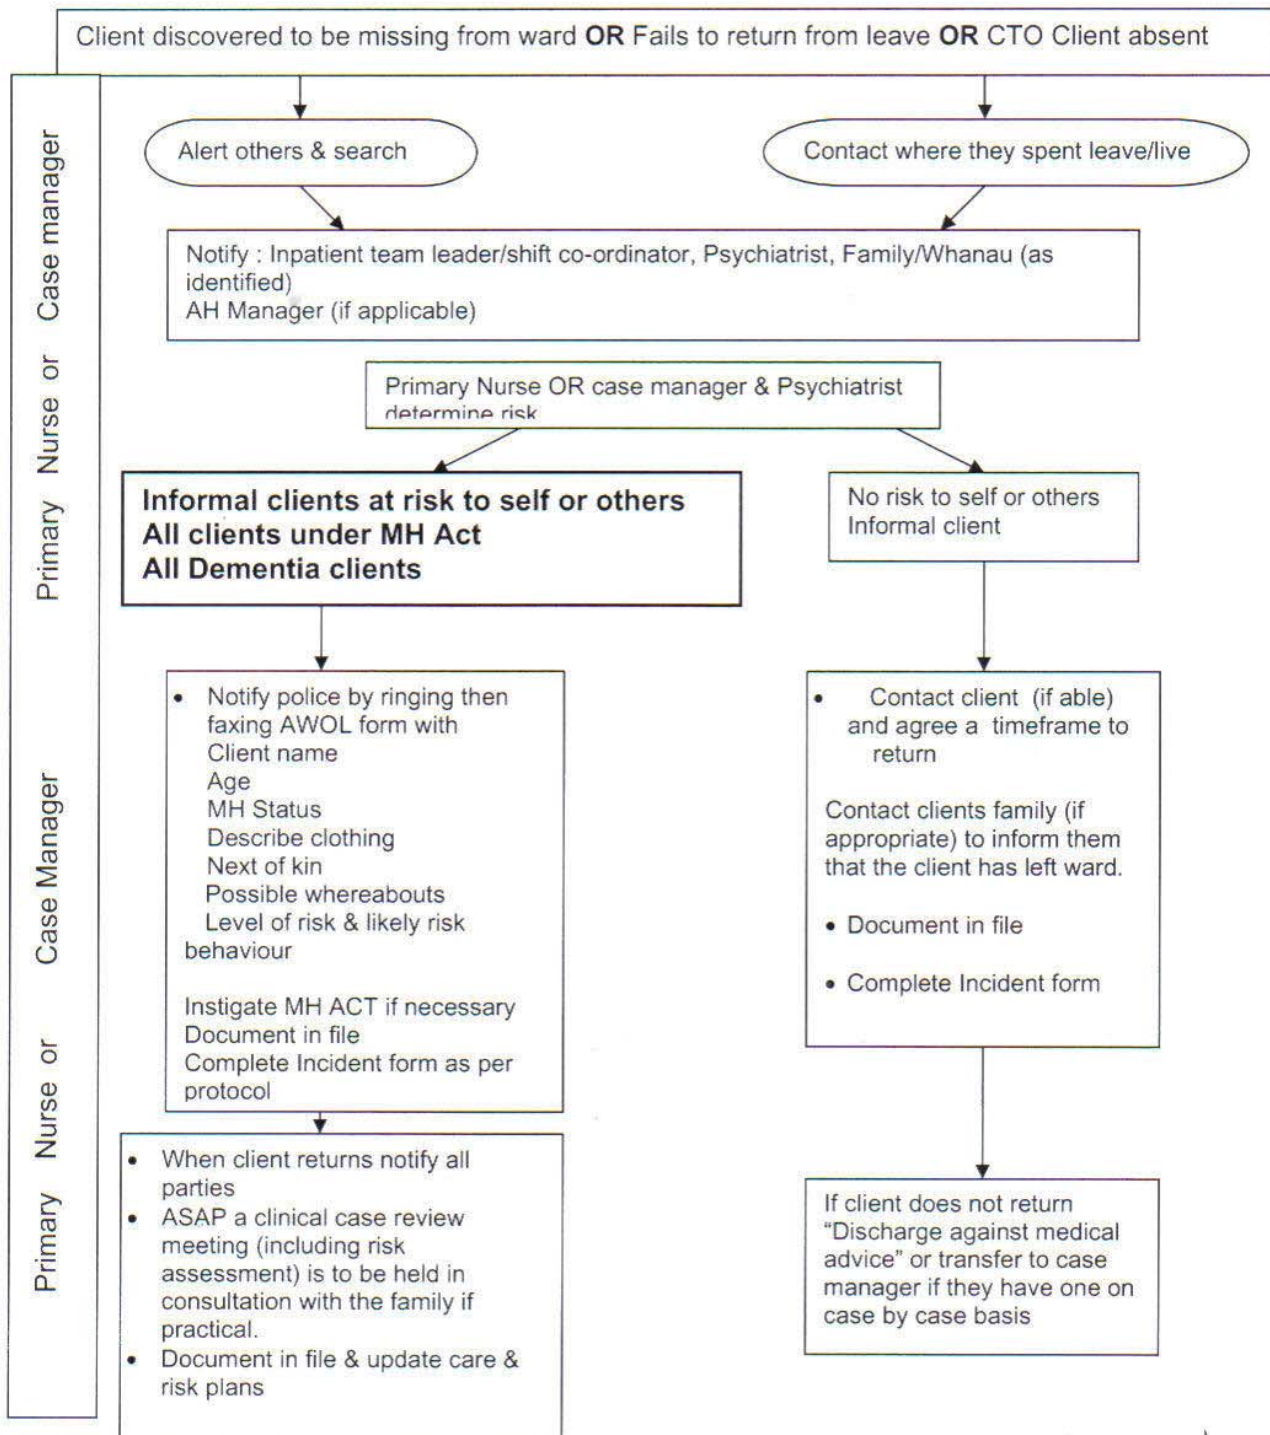 Client discovered to be missing from ward OR Fails to return from leave OR CTO Client absent
Primary Nurse or Case manager
Alert others & search
Contact where they spent leave/live
Notify : Inpatient team leader/shift co-ordinator, Psychiatrist, Family/Whanau (as
identified)
AH Manager (if applicable)
Primary Nurse OR case manager & Psychiatrist
determine risk
Informal clients at risk to self or others
All clients under MH Act
All Dementia clients
No risk to self or others
Informal client
Primary Nurse or Case Manager
• Notify police by ringing then
faxing AWOL form with
Client name
Age
MH Status
Describe clothing
Next of kin
Possible whereabouts
Level of risk & likely risk
behaviour
Instigate MH ACT if necessary
Document in file
Complete Incident form as per
protocol
• Contact client (if able)
and agree a timeframe to
return
Contact clients family (if
appropriate) to inform them
that the client has left ward.
• Document in file
• Complete Incident form
• When client returns notify all
parties
• ASAP a clinical case review
meeting (including risk
assessment) is to be held in
consultation with the family if
practical.
• Document in file & update care &
risk plans
If client does not return
“Discharge against medical
advice” or transfer to case
manager if they have one on
case by case basis